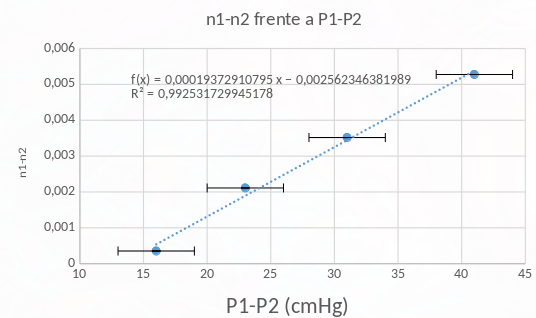 n1-n2 frente a P1-P2
0,006
f(x) = 0,00019372910795 x − 0,002562346381989
R² = 0,992531729945178
0,005
0,004
0,003
0,002
0,001
0
n1-n2
10 15 20 25 30 35 40 45
P1-P2 (cmHg)